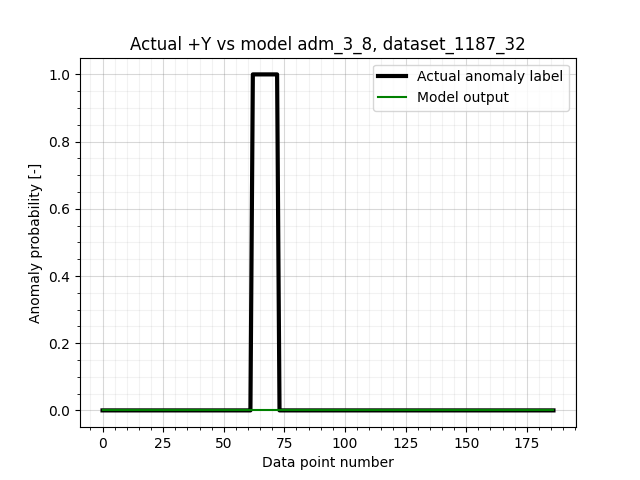 Actual +Y vs model adm_3_8, dataset_1187_32
Actual anomaly label
Model output
Anomaly probability [-]
1.0
0.8
0.6
0.4
0.2
0.0
0 25 50 75 100 125 150 175
Data point number